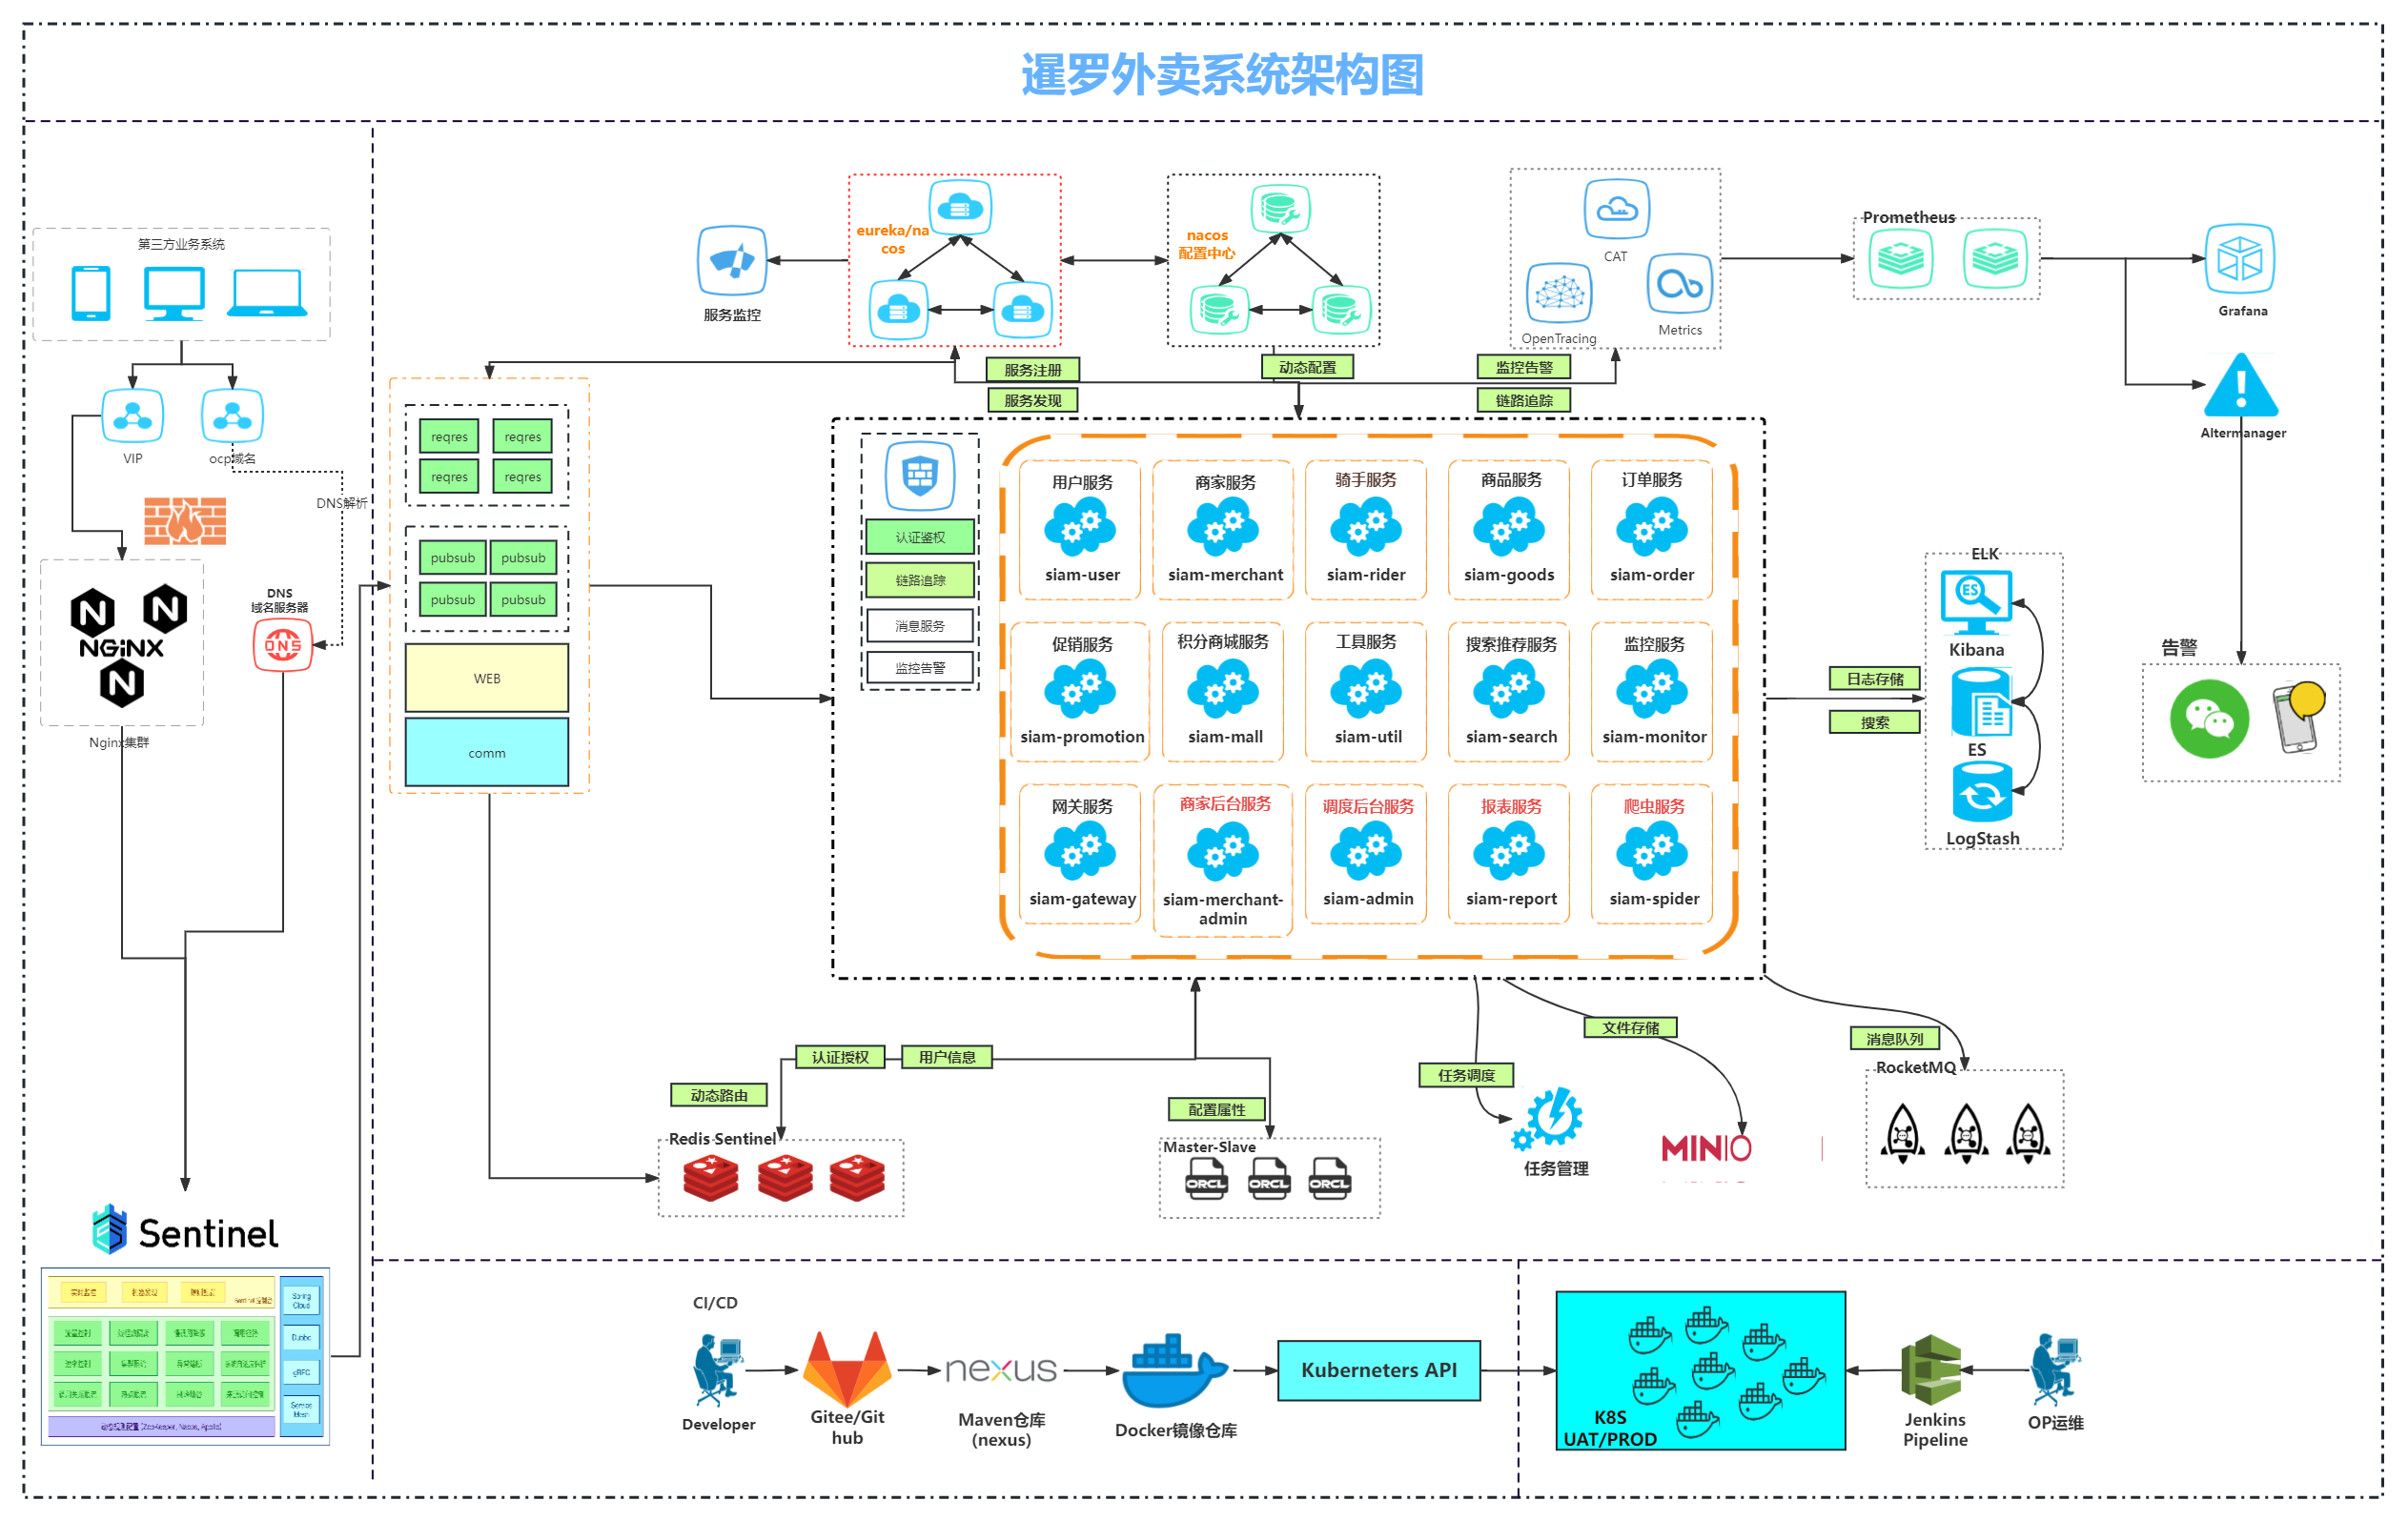 暹罗外卖系统架构图
第三方业务系统
VIP
ocp域名
DNS解析
NGiNX
Nginx集群
DNS
域名服务器
Sentinel
Spring
Cloud
Dubbo
gRPC
Service
Mesh
reqres
reqres
reqres
reqres
pubsub
pubsub
pubsub
pubsub
WEB
comm
服务监控
eureka/na
cos
nacos
配置中心
CAT
OpenTracing
Metrics
Prometheus
Grafana
Altermanager
告警
服务注册
服务发现
动态配置
监控告警
链路追踪
认证鉴权
链路追踪
消息服务
监控告警
用户服务
siam-user
商家服务
siam-merchant
骑手服务
siam-rider
商品服务
siam-goods
订单服务
siam-order
促销服务
siam-promotion
积分商城服务
siam-mall
工具服务
siam-util
搜索推荐服务
siam-search
监控服务
siam-monitor
网关服务
siam-gateway
商家后台服务
siam-merchant-
admin
调度后台服务
siam-admin
报表服务
siam-report
爬虫服务
siam-spider
日志存储
搜索
ELK
ES
Kibana
ES
LogStash
认证授权
用户信息
动态路由
Redis Sentinel
配置属性
Master-Slave
ORCL
ORCL
ORCL
任务调度
任务管理
文件存储
MINIO
消息队列
RocketMQ
CI/CD
Developer
Gitee/Git
hub
nexus
Maven仓库
(nexus)
Docker镜像仓库
Kuberneters API
K8S
UAT/PROD
Jenkins
Pipeline
OP运维